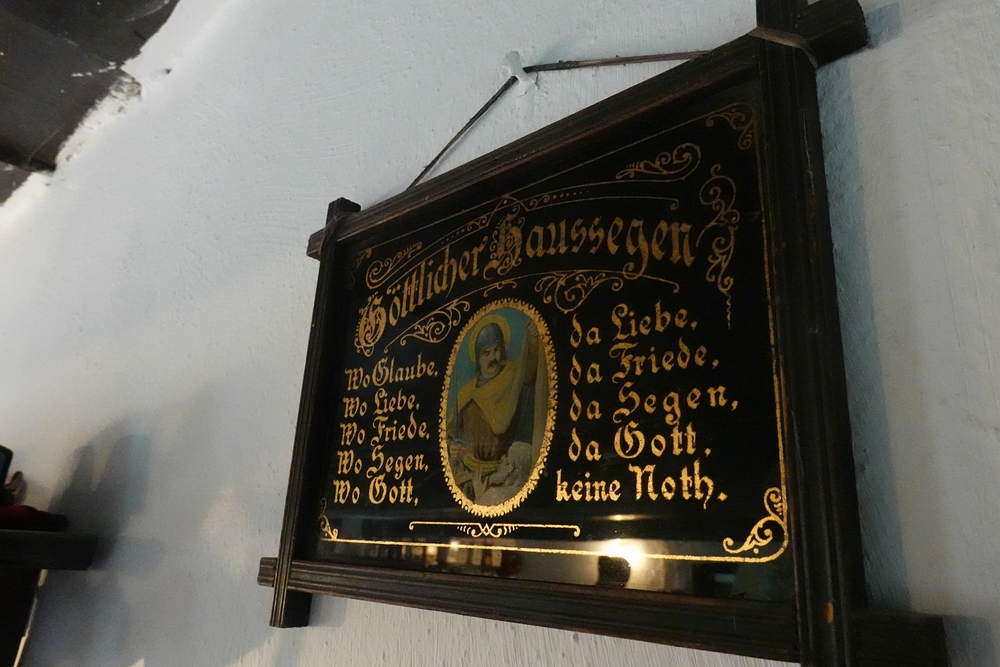 Göttlicher Haussegen
Wo Glaube, da Liebe,
Wo Liebe, da Friede,
Wo Friede, da Segen,
Wo Segen, da Gott,
Wo Gott, keine Noth.